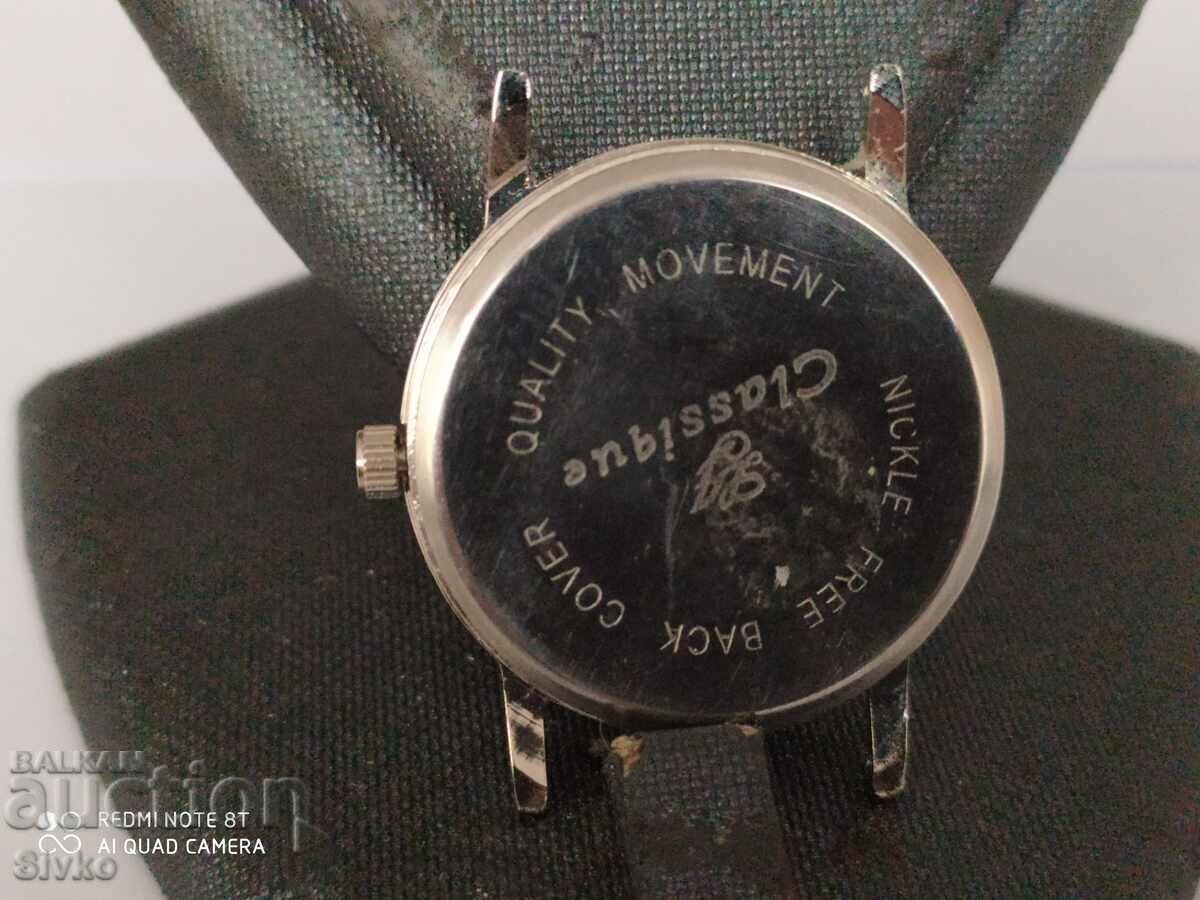 QUALITY MOVEMENT
NICKLE FREE BACK COVER
Classique
BALKAN
auction
REDMI NOTE 8T
AI QUAD CAMERA
Sivko